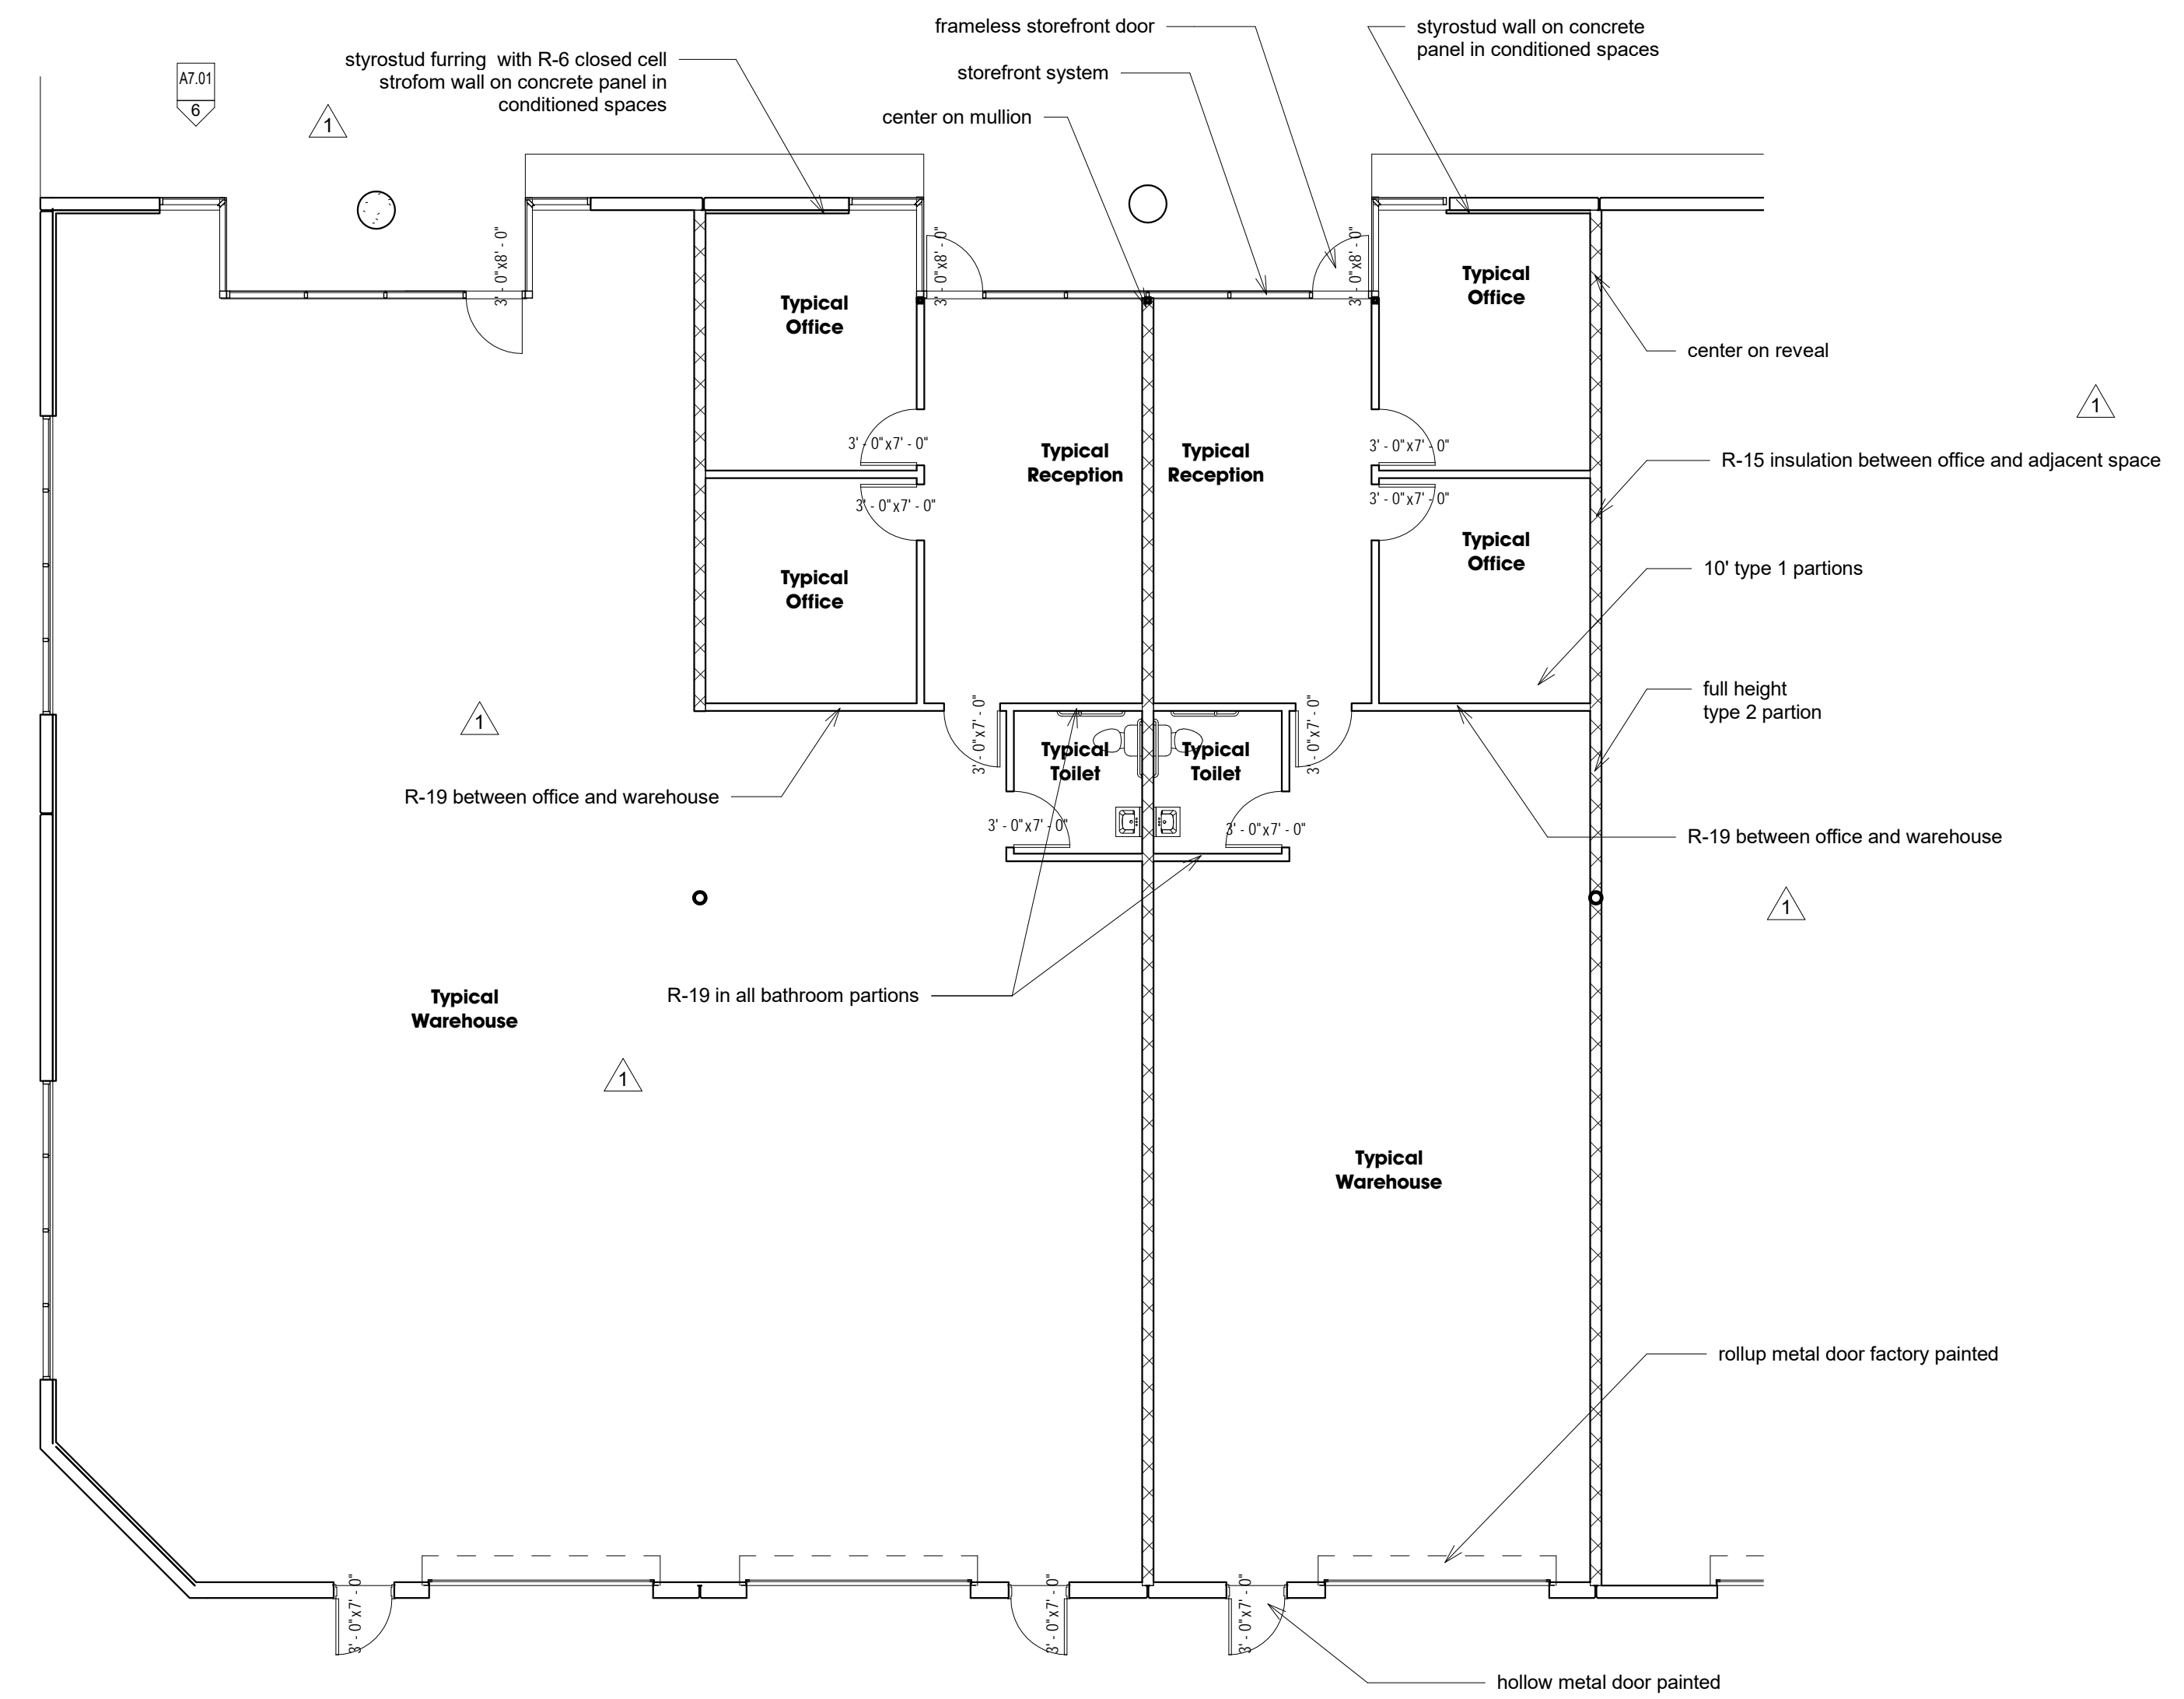 frameless storefront door
styrostud wall on concrete
panel in conditioned spaces
styrostud furring with R-6 closed cell
strofom wall on concrete panel in
conditioned spaces
storefront system
center on mullion
A7.01
6
1
3' - 0"x8' - 0"
3' - 0"x8' - 0"
3' - 0"x8' - 0"
Typical
Office
Typical
Office
center on reveal
1
3' - 0"x7' - 0"
Typical
Reception
Typical
Reception
3' - 0"x7' - 0"
R-15 insulation between office and adjacent space
3' - 0"x7' - 0"
3' - 0"x7' - 0"
Typical
Office
Typical
Office
10' type 1 partions
full height
type 2 partion
1
3' - 0"x7' - 0"
Typical
Toilet
Typical
Toilet
3' - 0"x7' - 0"
R-19 between office and warehouse
3' - 0"x7' - 0"
3' - 0"x7' - 0"
R-19 between office and warehouse
1
R-19 in all bathroom partions
Typical
Warehouse
1
Typical
Warehouse
rollup metal door factory painted
3' - 0"x7' - 0"
3' - 0"x7' - 0"
3' - 0"x7' - 0"
hollow metal door painted